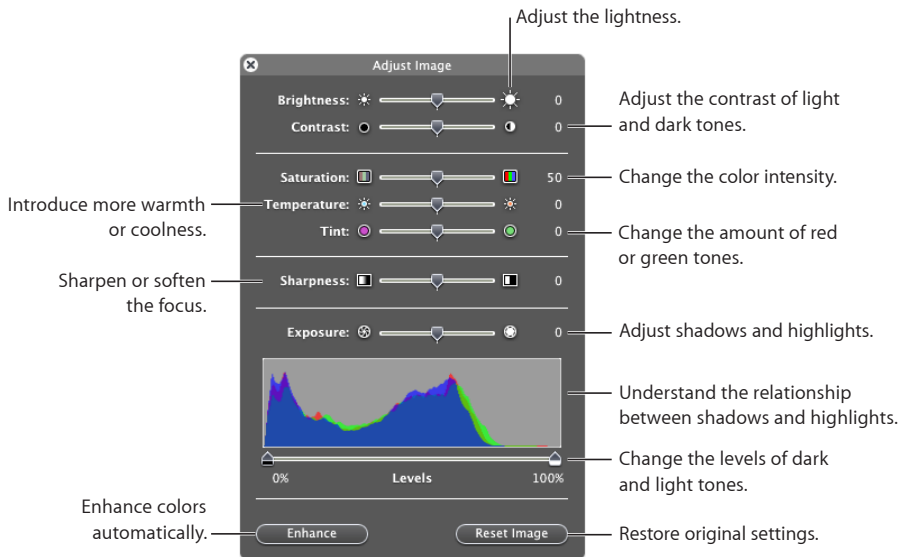 Adjust the lightness.
Adjust Image
Brightness: 0
Adjust the contrast of light
and dark tones.
Contrast: 0
Saturation: 50
Change the color intensity.
Introduce more warmth
or coolness.
Temperature: 0
Tint: 0
Change the amount of red
or green tones.
Sharpen or soften
the focus.
Sharpness: 0
Exposure: 0
Adjust shadows and highlights.
Understand the relationship
between shadows and highlights.
Change the levels of dark
and light tones.
0% Levels 100%
Enhance colors
automatically.
Enhance
Reset Image
Restore original settings.